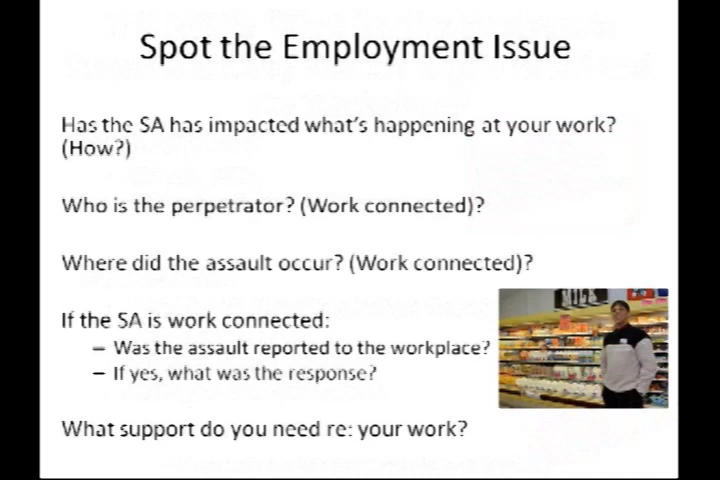 Spot the Employment Issue
Has the SA has impacted what's happening at your work?
(How?)
Who is the perpetrator? (Work connected)?
Where did the assault occur? (Work connected)?
If the SA is work connected:
– Was the assault reported to the workplace?
– If yes, what was the response?
What support do you need re: your work?